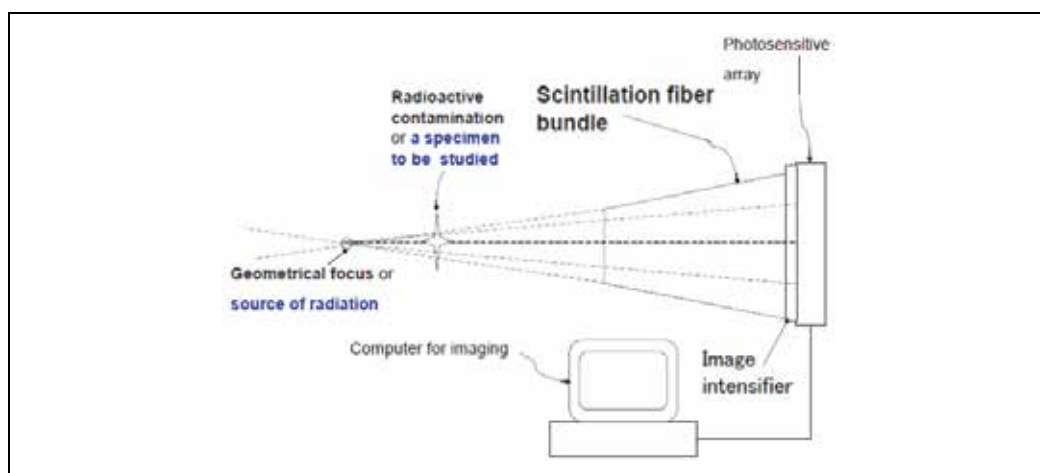 Photosensitive
array
Radioactive
contamination
or a specimen
to be studied
Scintillation fiber
bundle
Geometrical focus or
source of radiation
Computer for imaging
Image
intensifier